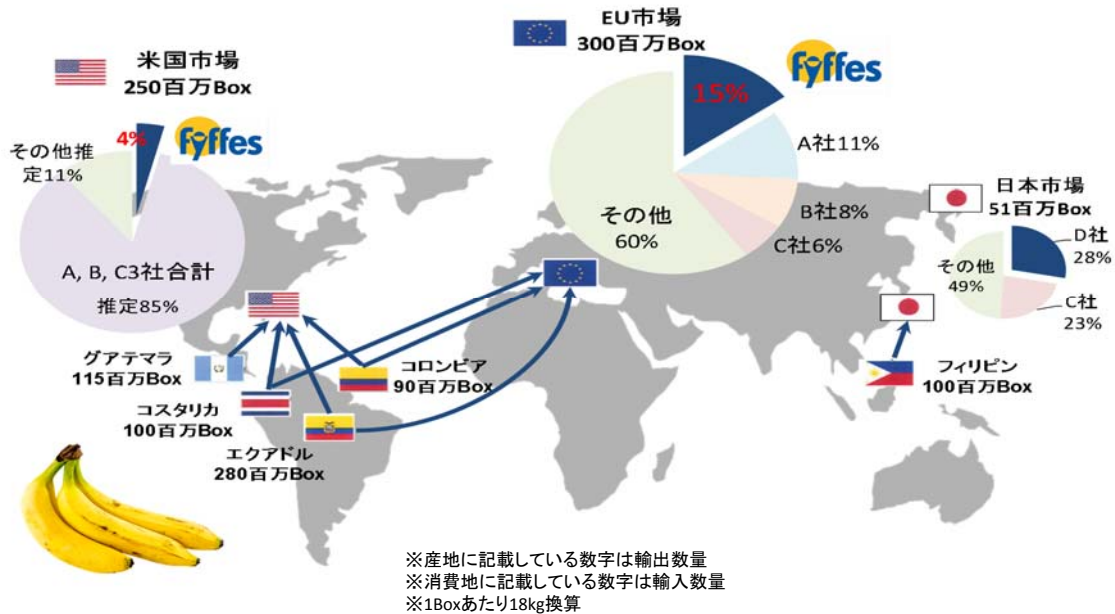 米国市場
250百万Box
4%
fyffes
その他推
定11%
A, B, C3社合計
推定85%
EU市場
300百万Box
fyffes
15%
A社11%
B社8%
C社6%
その他
60%
日本市場
51百万Box
D社
28%
その他
49%
C社
23%
グアテマラ
115百万Box
コスタリカ
100百万Box
エクアドル
280百万Box
コロンビア
90百万Box
フィリピン
100百万Box
※産地に記載している数字は輸出数量
※消費地に記載している数字は輸入数量
※1Boxあたり18kg換算